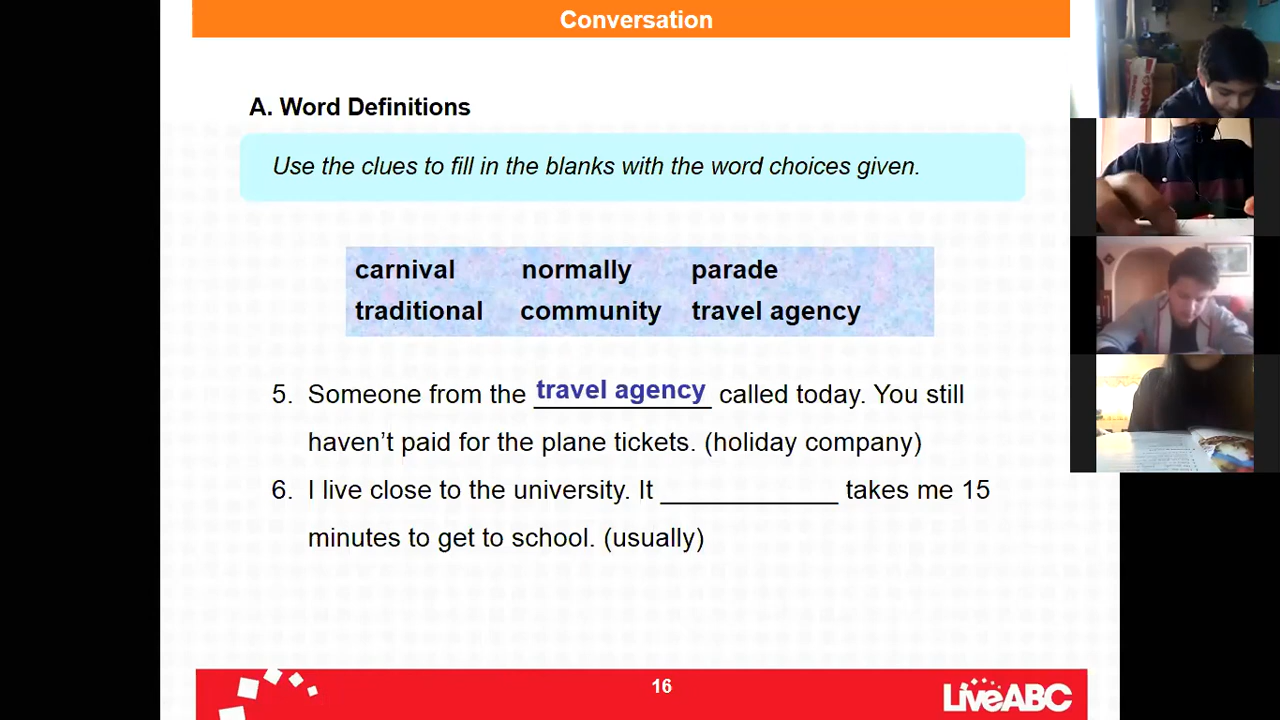 Conversation
A. Word Definitions
Use the clues to fill in the blanks with the word choices given.
carnival normally parade
traditional community travel agency
5. Someone from the travel agency called today. You still
haven’t paid for the plane tickets. (holiday company)
6. I live close to the university. It ____________ takes me 15
minutes to get to school. (usually)
16
LiveABC